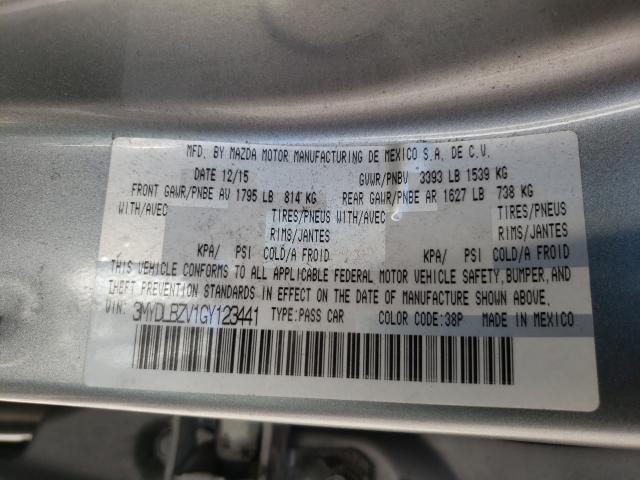 MFD. BY MAZDA MOTOR MANUFACTURING DE MEXICO S.A. DE C.V.
DATE 12/15 GVWR/PNBV 3393 LB 1539 KG
FRONT GAWR/PNBE AV 1795 LB 814 KG REAR GAWR/PNBE AR 1627 LB 738 KG
WITH/AVEC TIRES/PNEUS WITH/AVEC TIRES/PNEUS
RIMS/JANTES RIMS/JANTES
KPA/ PSI COLD/A FROID KPA/ PSI COLD/A FROID
THIS VEHICLE CONFORMS TO ALL APPLICABLE FEDERAL MOTOR VEHICLE SAFETY,BUMPER,AND
THEFT PREVENTION STANDARDS IN EFFECT ON THE DATE OF MANUFACTURE SHOWN ABOVE.
VIN: 3MYDLBZV1GY123441 TYPE:PASS CAR COLOR CODE:38P MADE IN MEXICO